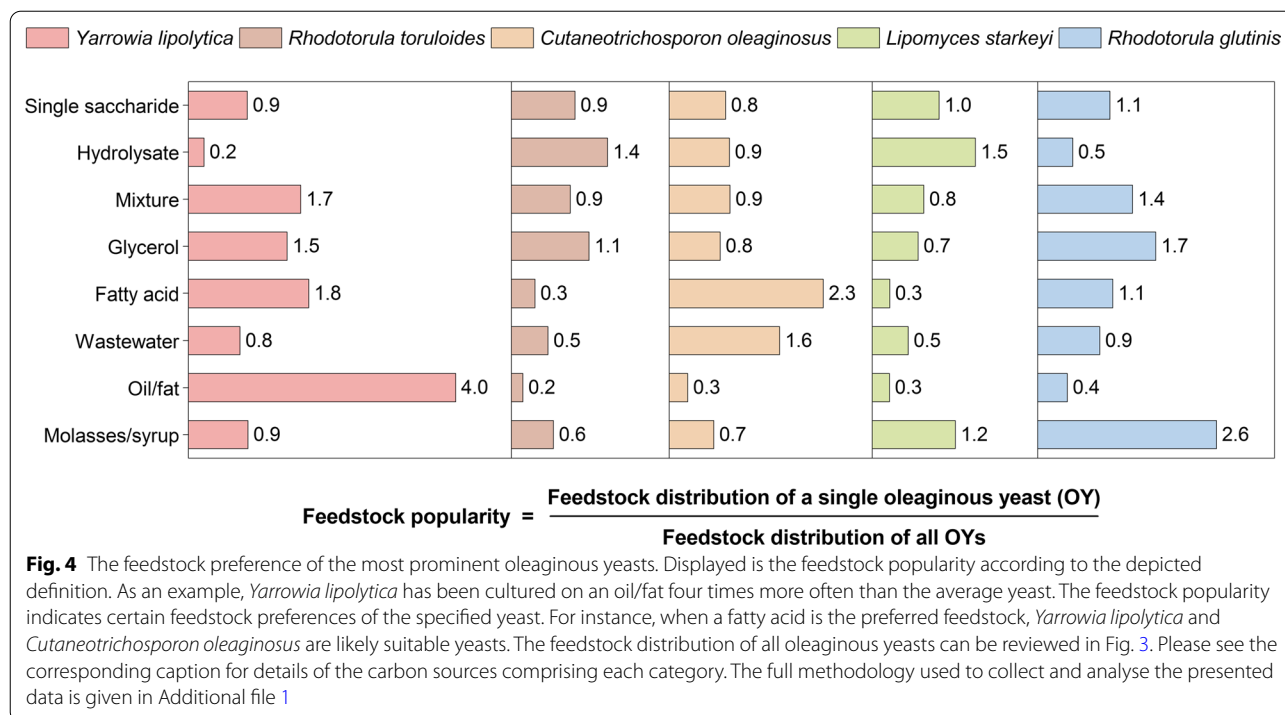 Yarrowia lipolytica Rhodotorula toruloides Cutaneotrichosporon oleaginosus Lipomyces starkeyi Rhodotorula glutinis
Single saccharide 0.9 0.9 0.8 1.0 1.1
Hydrolysate 0.2 1.4 0.9 1.5 0.5
Mixture 1.7 0.9 0.9 0.8 1.4
Glycerol 1.5 1.1 0.8 0.7 1.7
Fatty acid 1.8 0.3 2.3 0.3 1.1
Wastewater 0.8 0.5 1.6 0.5 0.9
Oil/fat 4.0 0.2 0.3 0.3 0.4
Molasses/syrup 0.9 0.6 0.7 1.2 2.6
Feedstock distribution of a single oleaginous yeast (OY)
Feedstock popularity =
Feedstock distribution of all OYs
Fig. 4 The feedstock preference of the most prominent oleaginous yeasts. Displayed is the feedstock popularity according to the depicted
definition. As an example, Yarrowia lipolytica has been cultured on an oil/fat four times more often than the average yeast. The feedstock popularity
indicates certain feedstock preferences of the specified yeast. For instance, when a fatty acid is the preferred feedstock, Yarrowia lipolytica and
Cutaneotrichosporon oleaginosus are likely suitable yeasts. The feedstock distribution of all oleaginous yeasts can be reviewed in Fig. 3. Please see the
corresponding caption for details of the carbon sources comprising each category. The full methodology used to collect and analyse the presented
data is given in Additional file 1